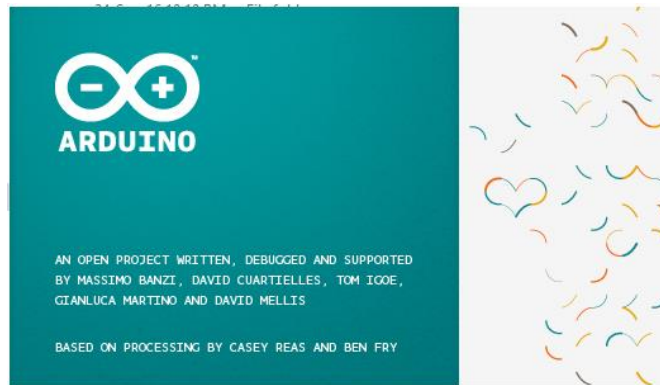 ™
ARDUINO
AN OPEN PROJECT WRITTEN, DEBUGGED AND SUPPORTED
BY MASSIMO BANZI, DAVID CUARTIELLES, TOM IGOE,
GIANLUCA MARTINO AND DAVID MELLIS
BASED ON PROCESSING BY CASEY REAS AND BEN FRY